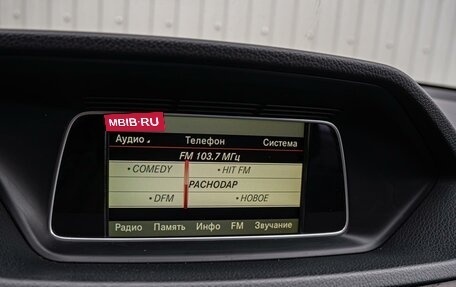 MBIB.RU
Аудио Телефон Система
FM 103.7 МГц
• COMEDY • HIT FM
РАСНОДАР
• DFM • НОВОЕ
Радио Память Инфо FM Звучание